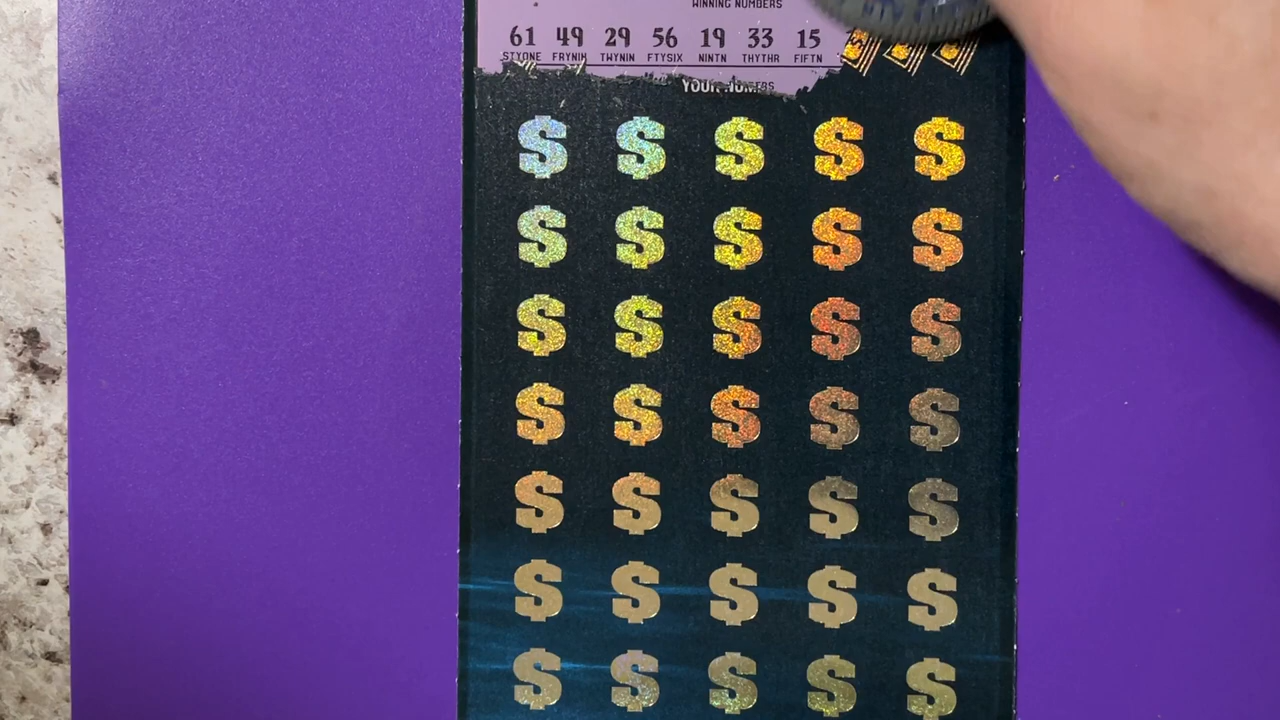 WINNING NUMBERS
61 49 29 56 19 33 15
STYONE FRYNIN TWYNIN FTYSIX NINTN THYTHR FIFTN
YOUR NUMBERS
$ $ $ $ $
$ $ $ $ $
$ $ $ $ $
$ $ $ $ $
$ $ $ $ $
$ $ $ $ $
$ $ $ $ $